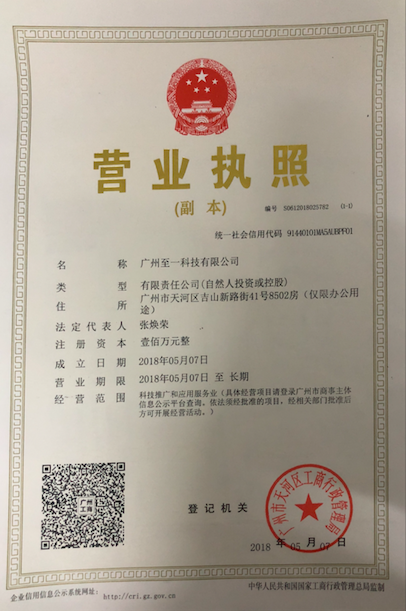 营业执照
(副本)
编号 S0612018025782 (1-1)
统一社会信用代码 91440101MA5AUBPF01
名称 广州至一科技有限公司
类型 有限责任公司(自然人投资或控股)
住所 广州市天河区吉山新路街41号8502房（仅限办公用
途）
法定代表人 张焕荣
注册资本 壹佰万元整
成立日期 2018年05月07日
营业期限 2018年05月07日 至 长期
经营范围 科技推广和应用服务业（具体经营项目请登录广州市商事主体
信息公示平台查询。依法须经批准的项目，经相关部门批准后
方可开展经营活动。）
广州
工商
登记机关
广州市天河区工商行政管理局
2018 年 05 月 07 日
企业信用信息公示系统网址: http://cri.gz.gov.cn
中华人民共和国国家工商行政管理总局监制